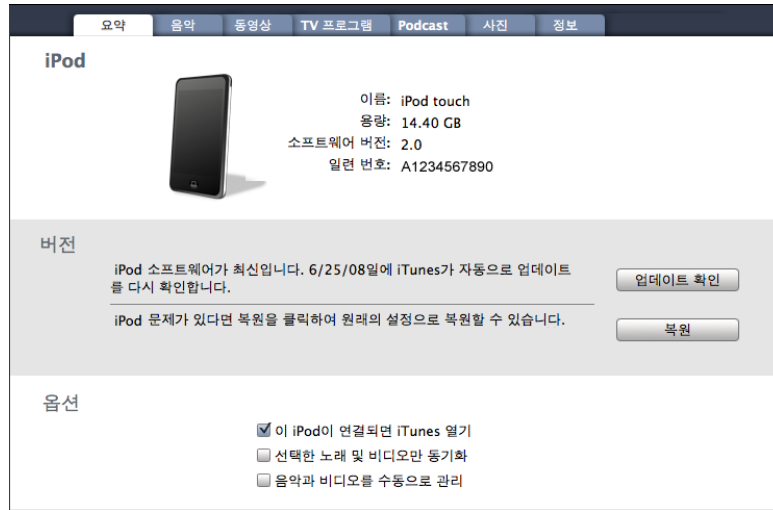 요약 음악 동영상 TV 프로그램 Podcast 사진 정보
iPod
이름: iPod touch
용량: 14.40 GB
소프트웨어 버전: 2.0
일련 번호: A1234567890
버전
iPod 소프트웨어가 최신입니다. 6/25/08일에 iTunes가 자동으로 업데이트
를 다시 확인합니다.
업데이트 확인
iPod 문제가 있다면 복원을 클릭하여 원래의 설정으로 복원할 수 있습니다.
복원
옵션
이 iPod이 연결되면 iTunes 열기
선택한 노래 및 비디오만 동기화
음악과 비디오를 수동으로 관리